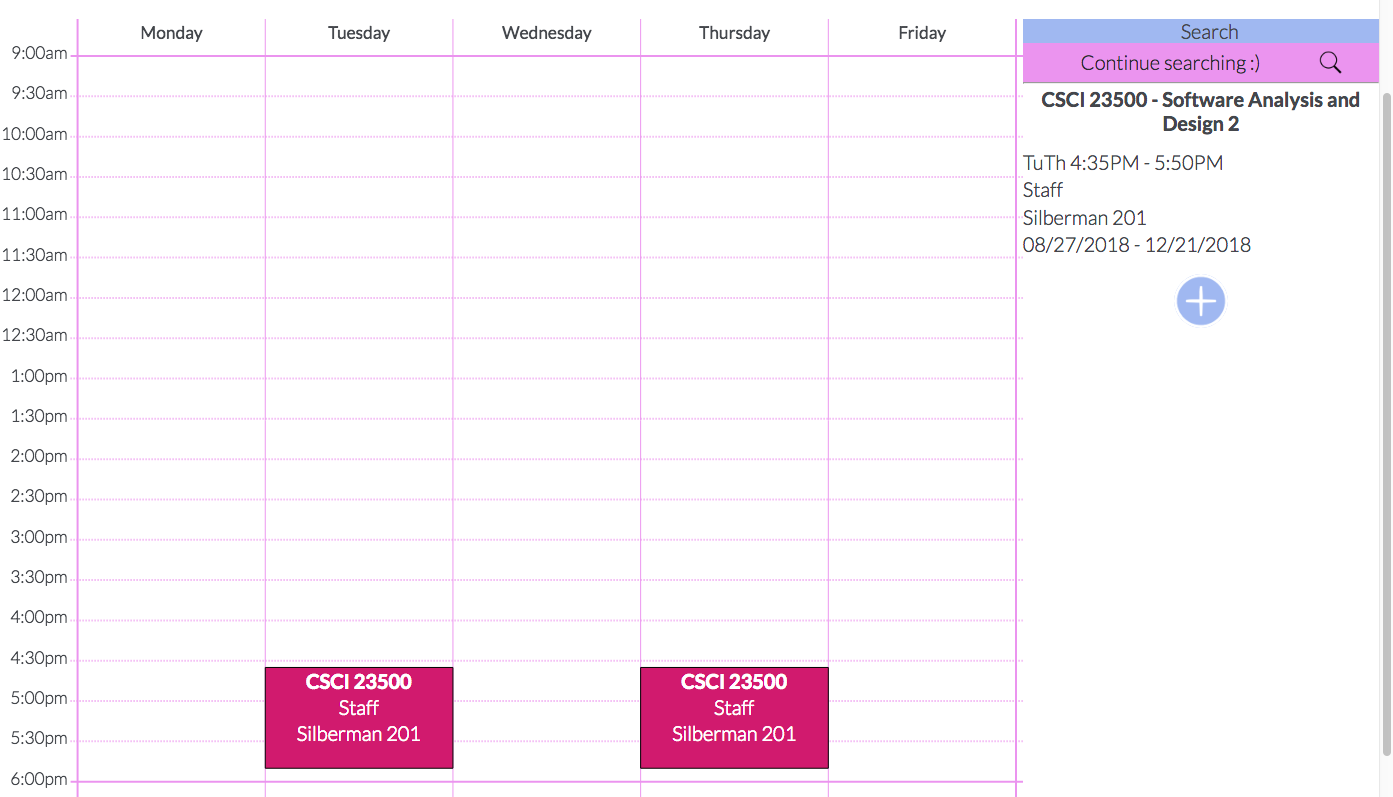 Monday Tuesday Wednesday Thursday Friday
9:00am
9:30am
10:00am
10:30am
11:00am
11:30am
12:00am
12:30am
1:00pm
1:30pm
2:00pm
2:30pm
3:00pm
3:30pm
4:00pm
4:30pm
5:00pm
5:30pm
6:00pm
CSCI 23500
Staff
Silberman 201
CSCI 23500
Staff
Silberman 201
Search
Continue searching :)
CSCI 23500 - Software Analysis and
Design 2
TuTh 4:35PM - 5:50PM
Staff
Silberman 201
08/27/2018 - 12/21/2018